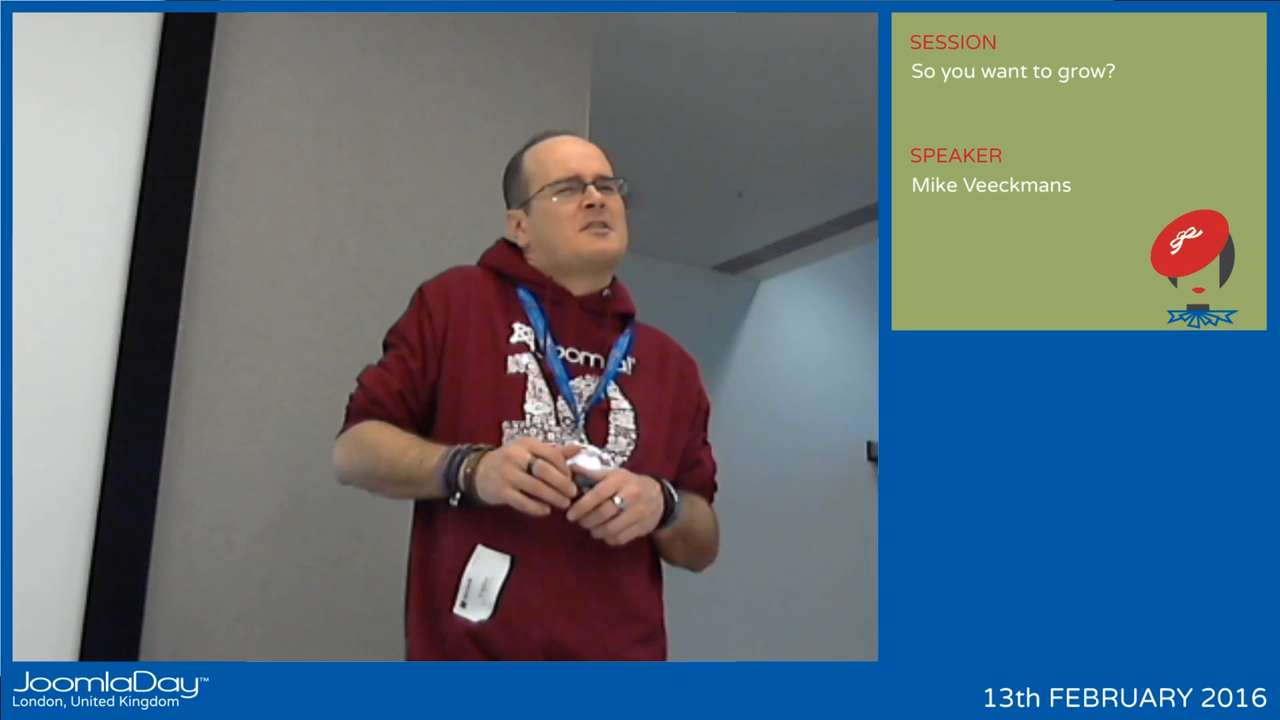 SESSION
So you want to grow?
SPEAKER
Mike Veeckmans
JoomlaDay™
London, United Kingdom
13th FEBRUARY 2016